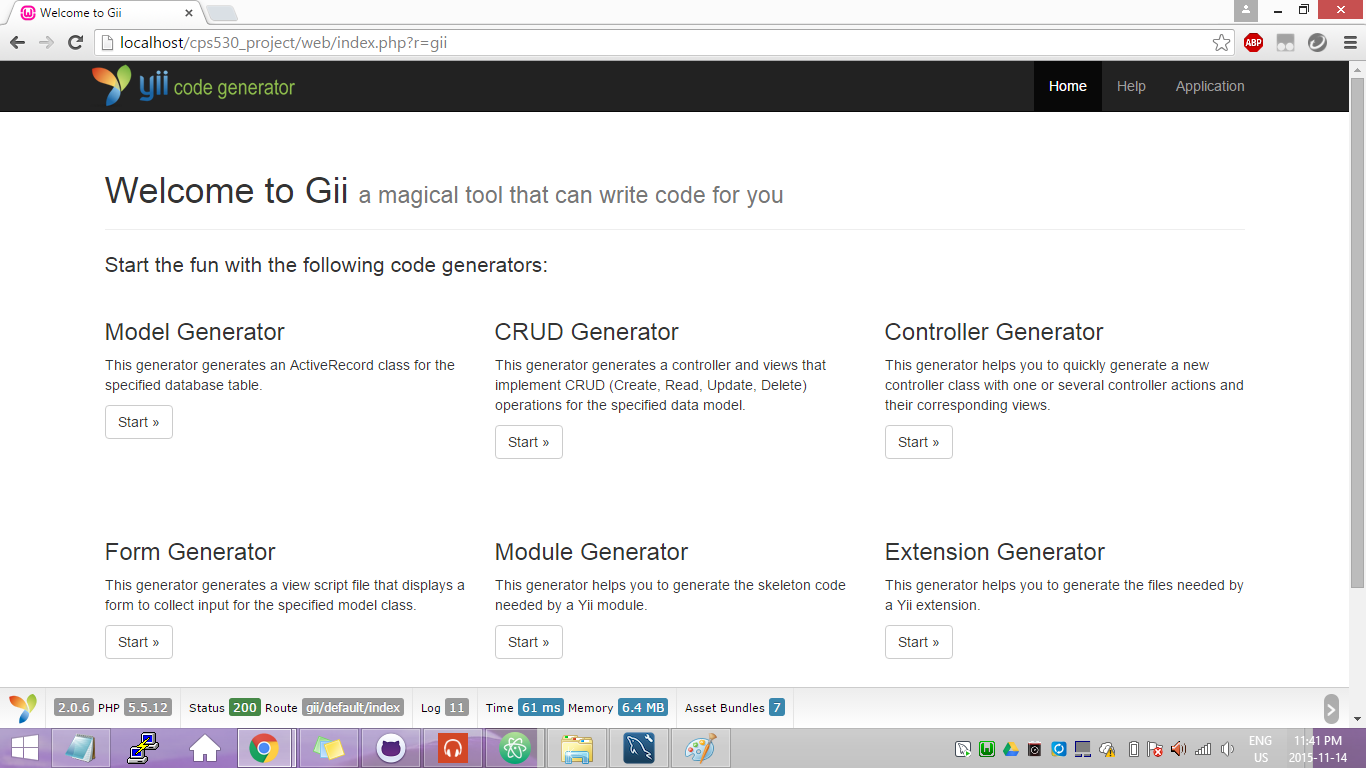 Welcome to Gii
localhost/cps530_project/web/index.php?r=gii
ABP
yii code generator
Home
Help
Application
Welcome to Gii a magical tool that can write code for you
Start the fun with the following code generators:
Model Generator
This generator generates an ActiveRecord class for the
specified database table.
Start »
CRUD Generator
This generator generates a controller and views that
implement CRUD (Create, Read, Update, Delete)
operations for the specified data model.
Start »
Controller Generator
This generator helps you to quickly generate a new
controller class with one or several controller actions and
their corresponding views.
Start »
Form Generator
This generator generates a view script file that displays a
form to collect input for the specified model class.
Start »
Module Generator
This generator helps you to generate the skeleton code
needed by a Yii module.
Start »
Extension Generator
This generator helps you to generate the files needed by
a Yii extension.
Start »
2.0.6 PHP 5.5.12 Status 200 Route gii/default/index Log 11 Time 61 ms Memory 6.4 MB Asset Bundles 7
ENG
US
11:41 PM
2015-11-14